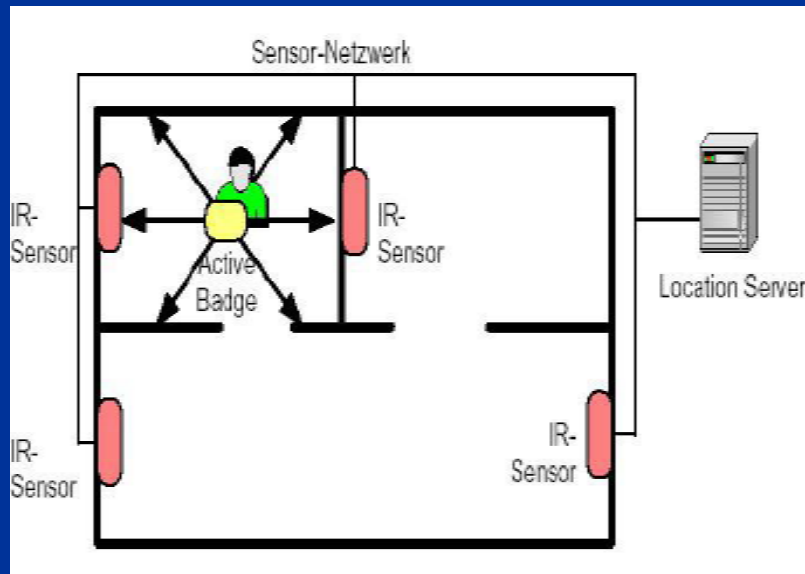 Sensor-Netzwerk
IR-
Sensor
IR-
Sensor
Active
Badge
Location Server
IR-
Sensor
IR-
Sensor